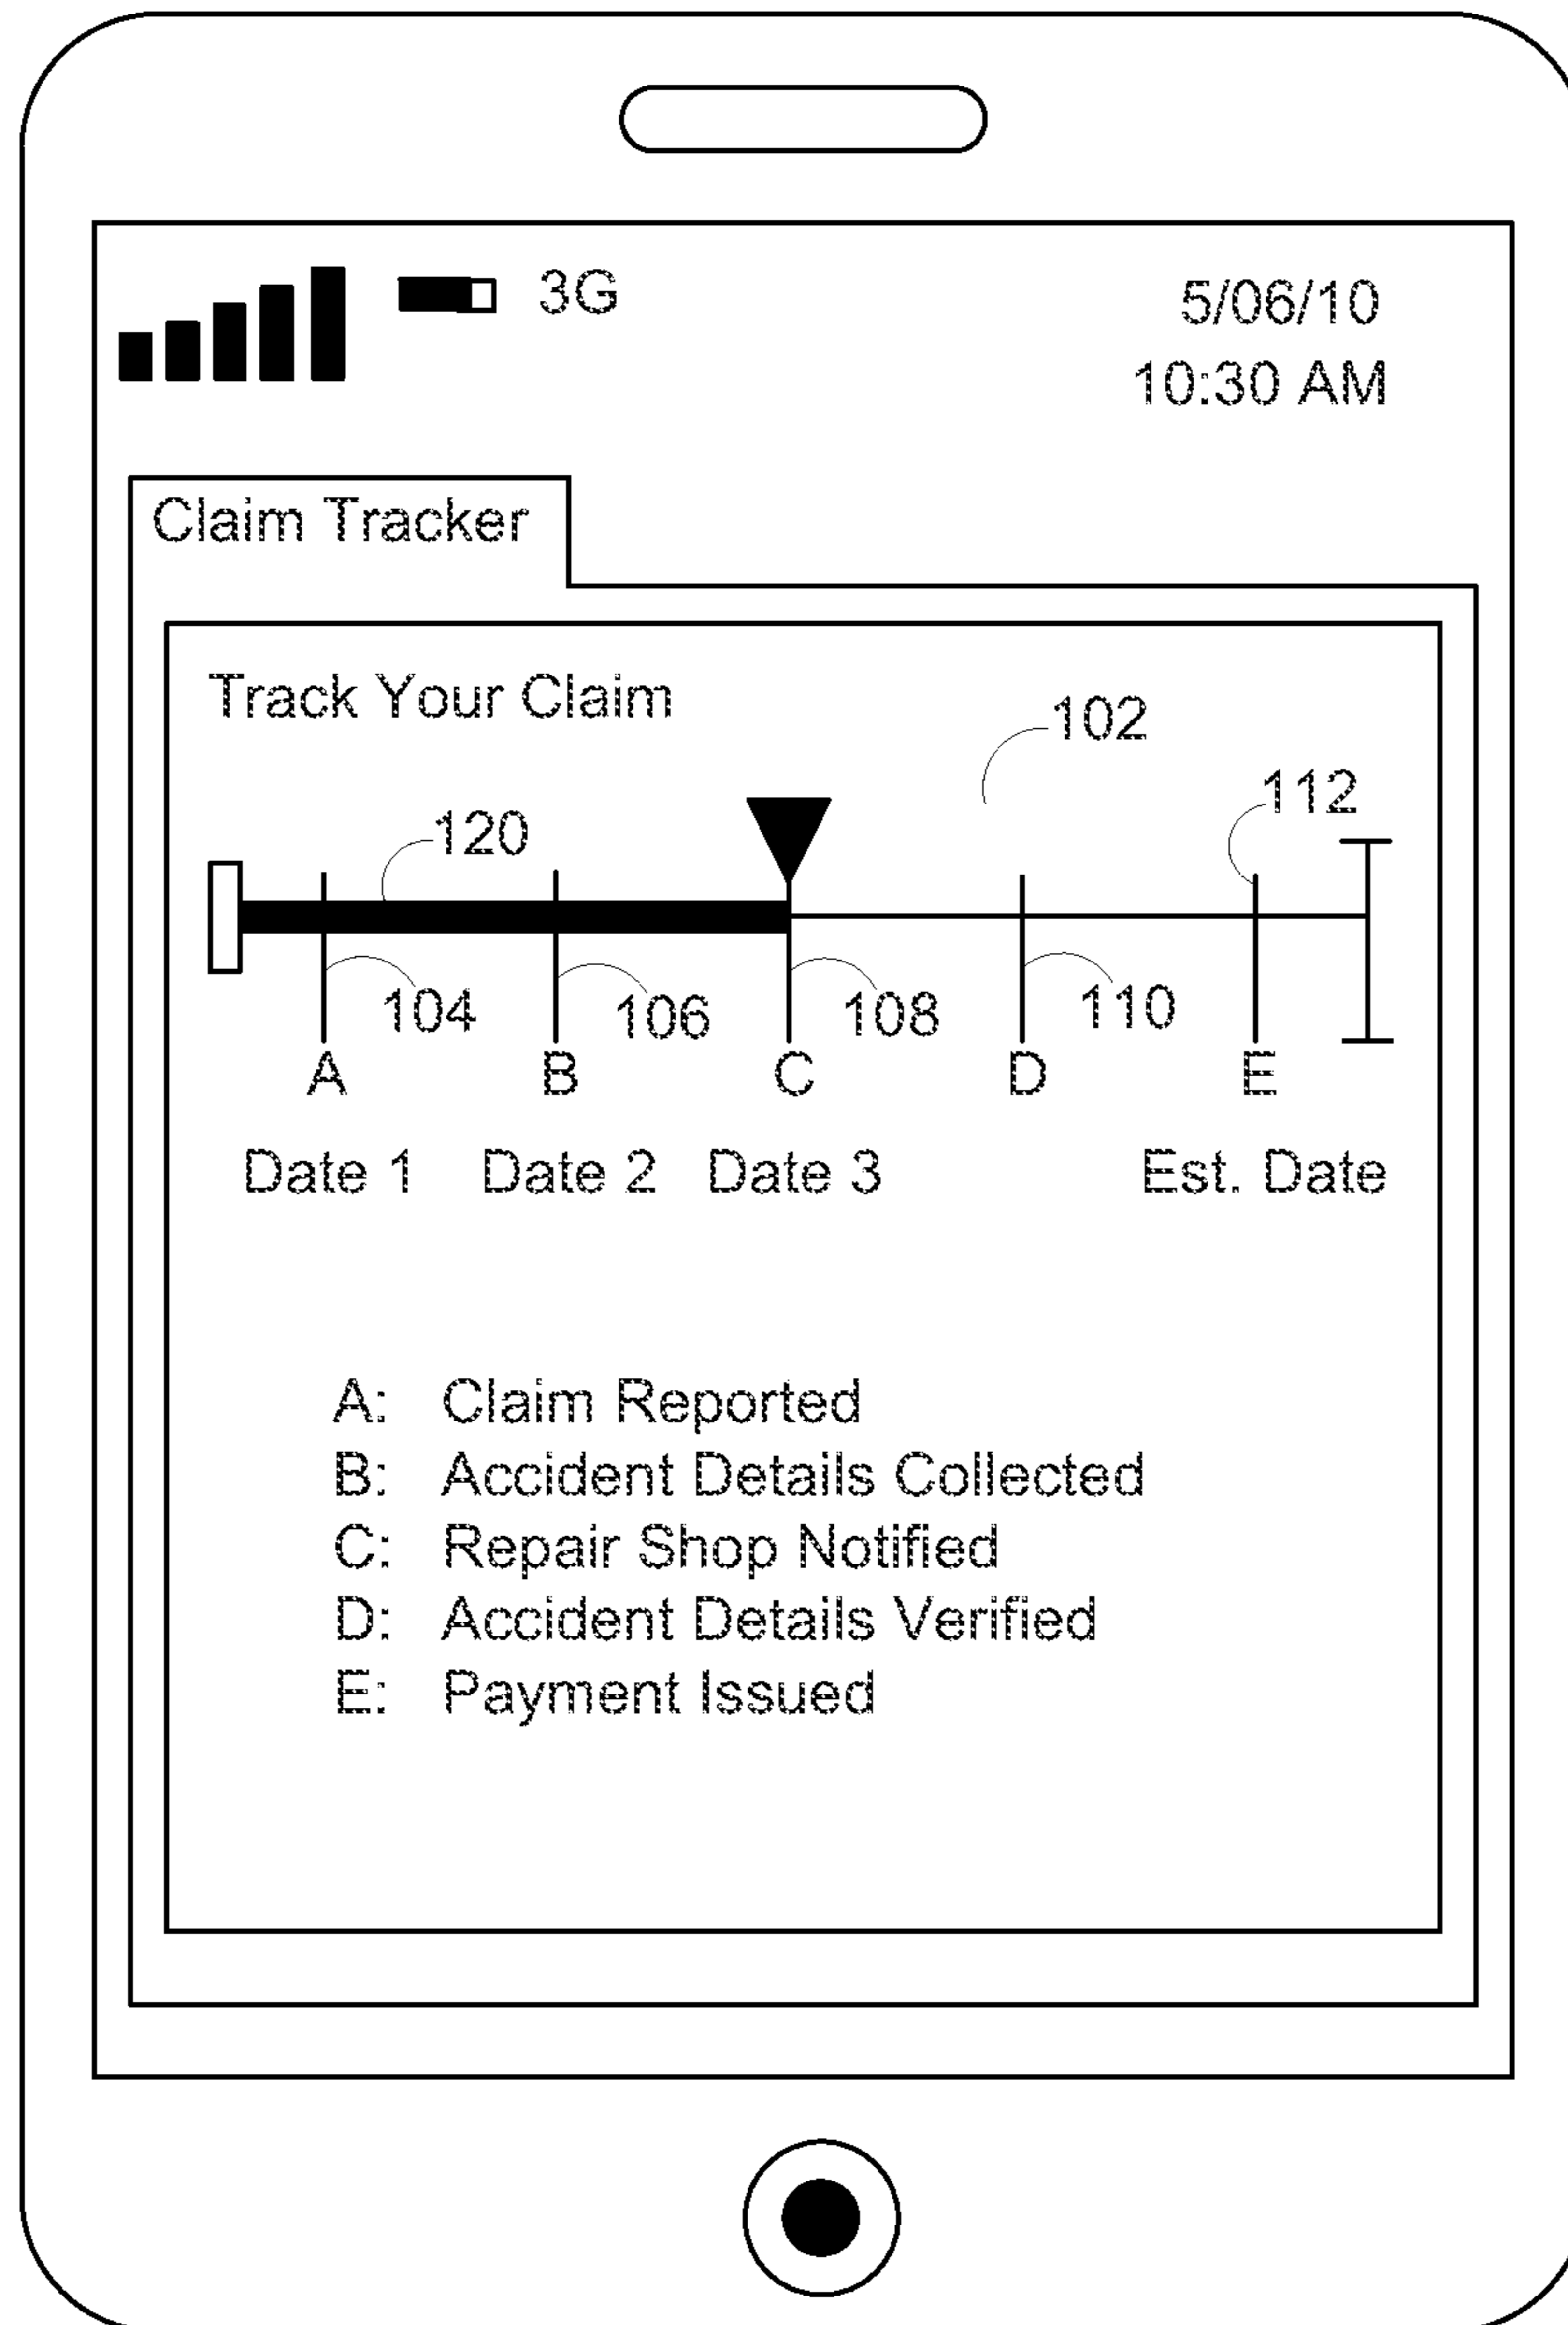 3G
5/06/10
10:30 AM
Claim Tracker
Track Your Claim
102
112
120
104 106 108 110
A B C D E
Date 1 Date 2 Date 3 Est. Date
A: Claim Reported
B: Accident Details Collected
C: Repair Shop Notified
D: Accident Details Verified
E: Payment Issued